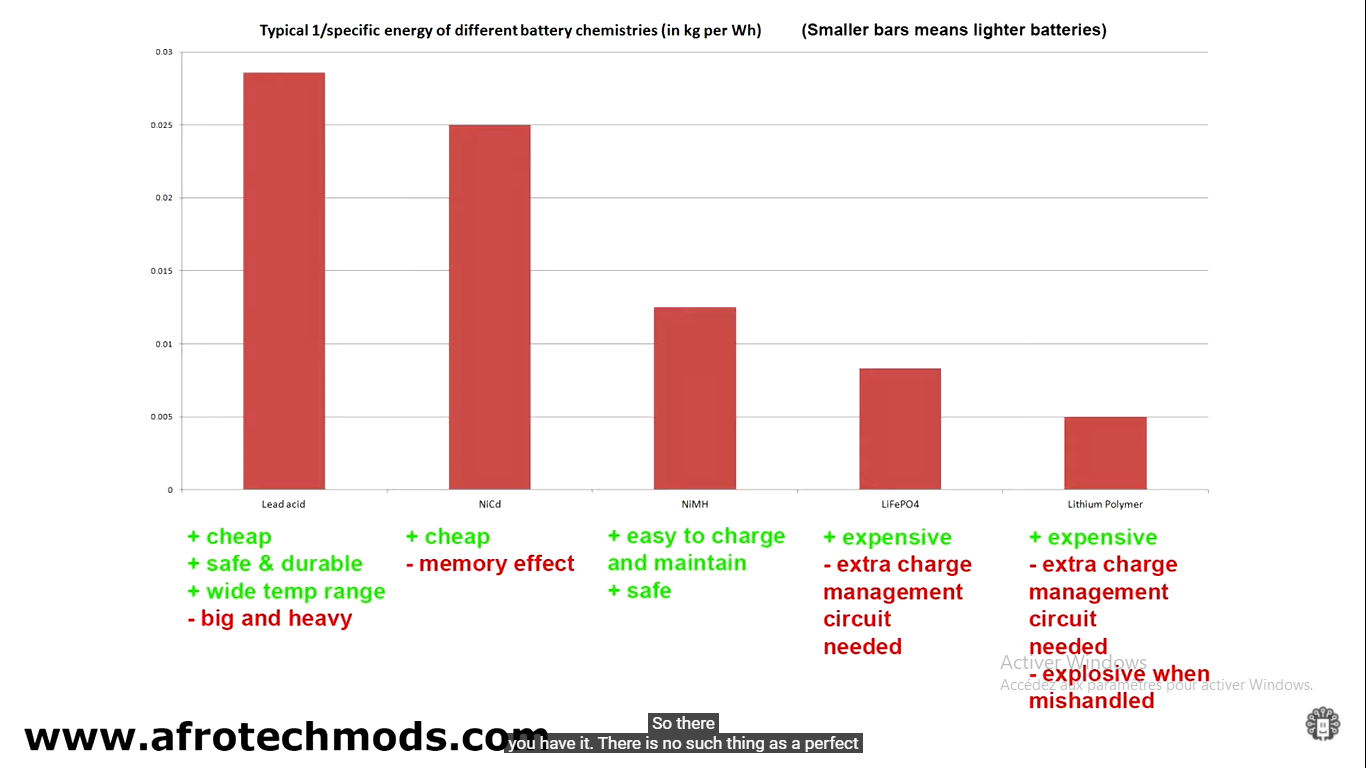 Typical 1/specific energy of different battery chemistries (in kg per Wh) (Smaller bars means lighter batteries)
0.03
0.025
0.02
0.015
0.01
0.005
0
Lead acid
NiCd
NiMH
LiFePO4
Lithium Polymer
+ cheap
+ safe & durable
+ wide temp range
- big and heavy
+ cheap
- memory effect
+ easy to charge
and maintain
+ safe
+ expensive
- extra charge
management
circuit
needed
+ expensive
- extra charge
management
circuit
needed
- explosive when
mishandled
Activer Windows
Accédez aux paramètres pour activer Windows.
www.afrotechmods.com
So there
you have it. There is no such thing as a perfect